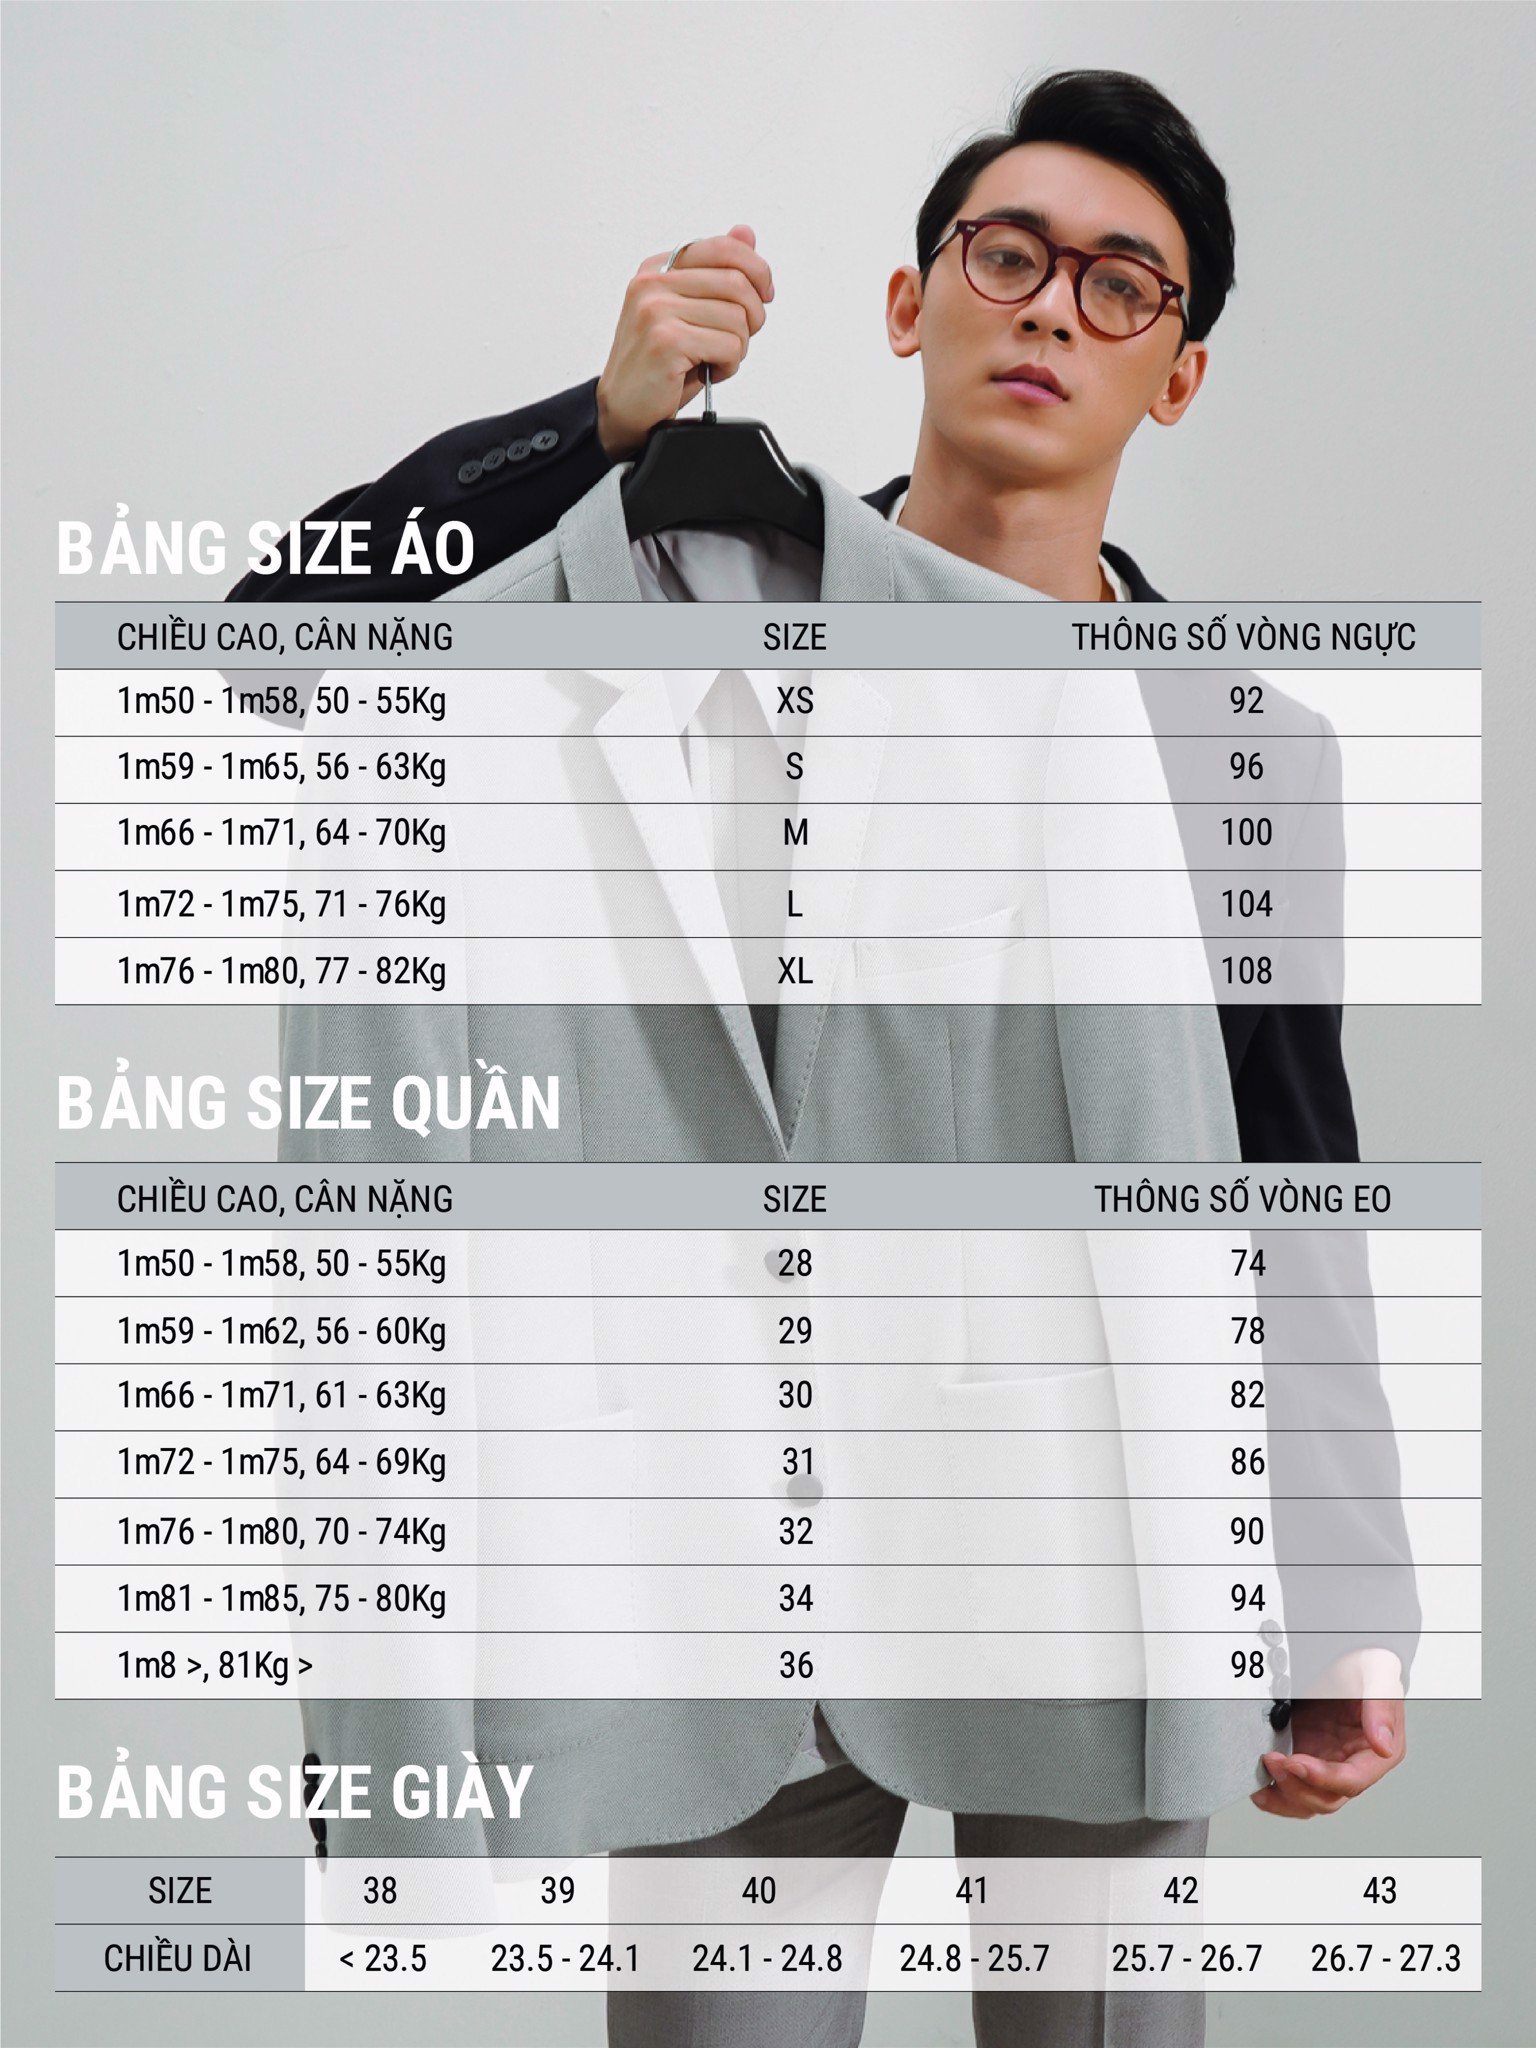 BẢNG SIZE ÁO
CHIỀU CAO, CÂN NẶNG SIZE THÔNG SỐ VÒNG NGỰC
1m50 - 1m58, 50 - 55Kg XS 92
1m59 - 1m65, 56 - 63Kg S 96
1m66 - 1m71, 64 - 70Kg M 100
1m72 - 1m75, 71 - 76Kg L 104
1m76 - 1m80, 77 - 82Kg XL 108
BẢNG SIZE QUẦN
CHIỀU CAO, CÂN NẶNG SIZE THÔNG SỐ VÒNG EO
1m50 - 1m58, 50 - 55Kg 28 74
1m59 - 1m62, 56 - 60Kg 29 78
1m66 - 1m71, 61 - 63Kg 30 82
1m72 - 1m75, 64 - 69Kg 31 86
1m76 - 1m80, 70 - 74Kg 32 90
1m81 - 1m85, 75 - 80Kg 34 94
1m8 >, 81Kg > 36 98
BẢNG SIZE GIÀY
SIZE 38 39 40 41 42 43
CHIỀU DÀI < 23.5 23.5 - 24.1 24.1 - 24.8 24.8 - 25.7 25.7 - 26.7 26.7 - 27.3